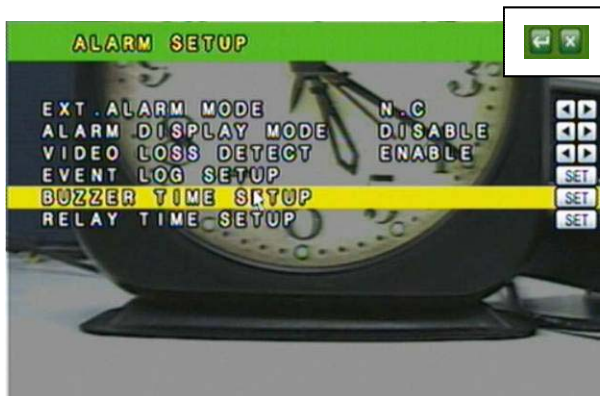 ALARM SETUP
EXT.ALARM MODE N.C
ALARM DISPLAY MODE DISABLE
VIDEO LOSS DETECT ENABLE
EVENT LOG SETUP SET
BUZZER TIME SETUP SET
RELAY TIME SETUP SET